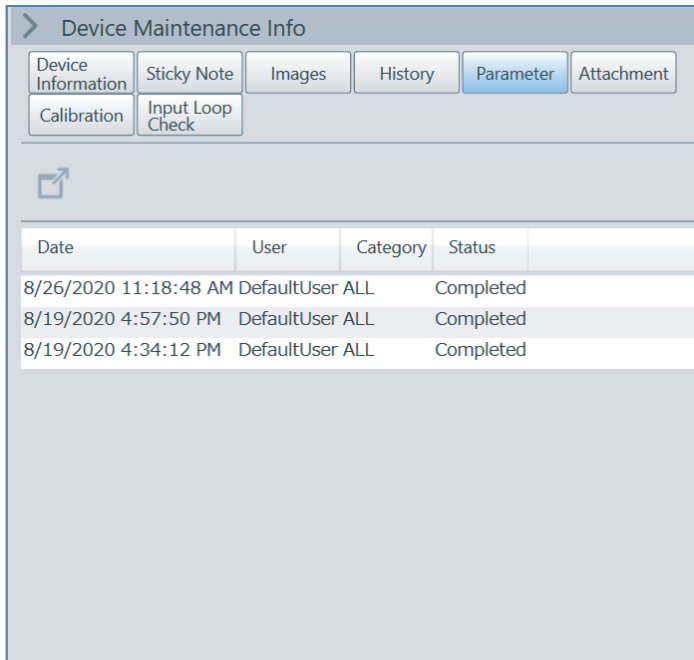 Device Maintenance Info
Device Information Sticky Note Images History Parameter Attachment
Calibration Input Loop Check
Date User Category Status
8/26/2020 11:18:48 AM DefaultUser ALL Completed
8/19/2020 4:57:50 PM DefaultUser ALL Completed
8/19/2020 4:34:12 PM DefaultUser ALL Completed